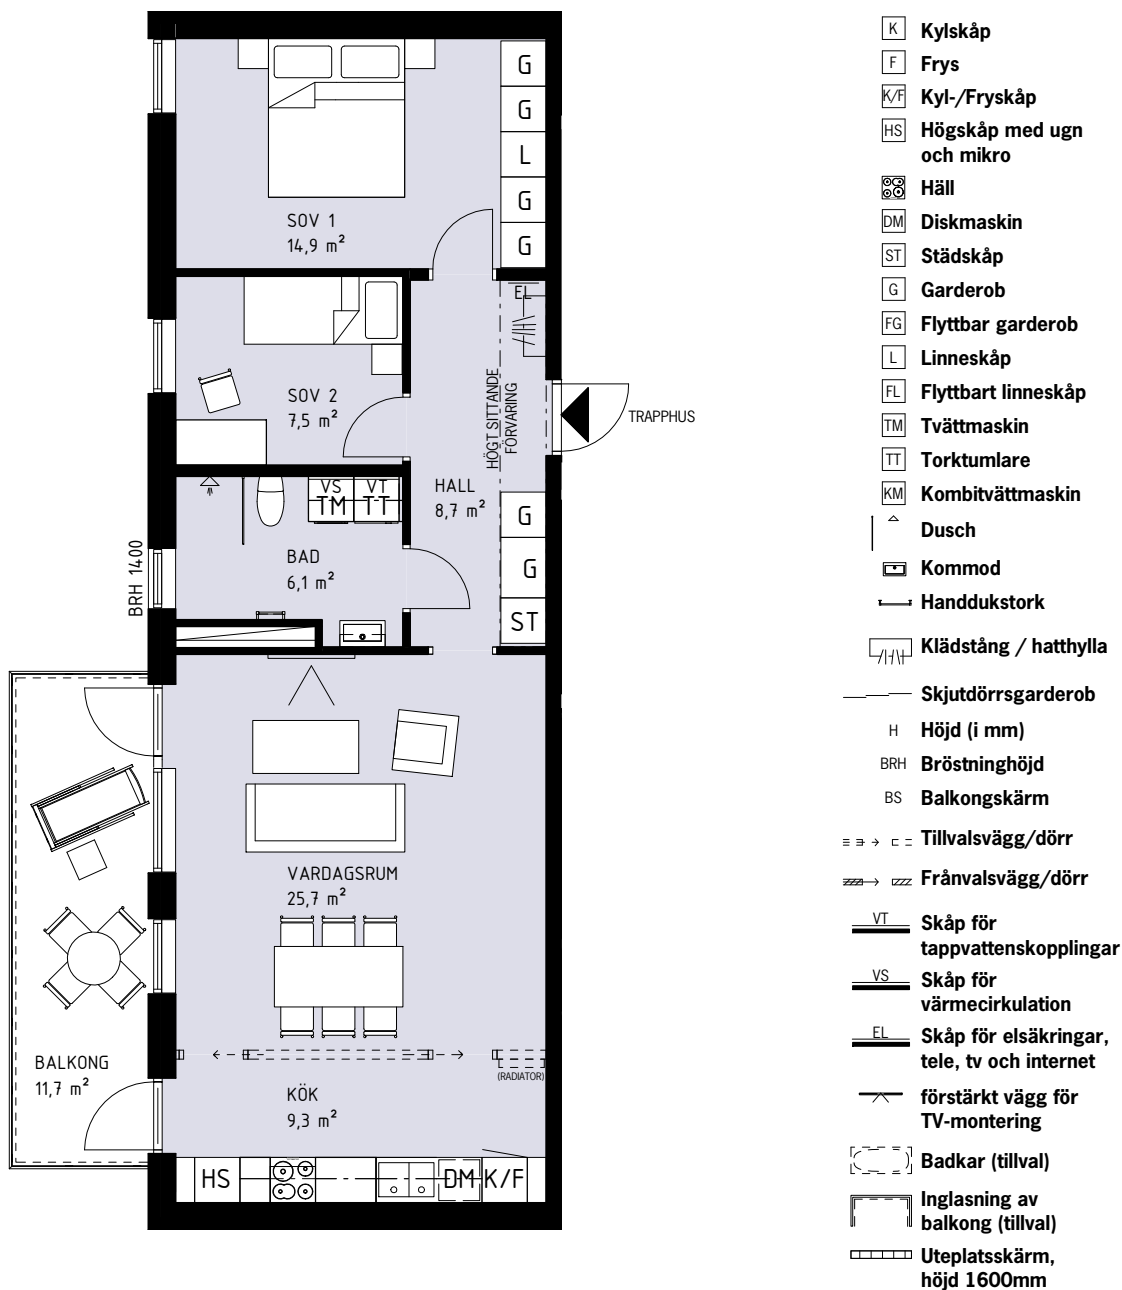 G
G
L
G
G
SOV 1
14,9 m²
EL
SOV 2
7,5 m²
HÖGT SITTANDE
FÖRVARING
TRAPPHUS
VS
TM
VT
TT
HALL
8,7 m²
G
G
ST
BAD
6,1 m²
BRH 1400
VARDAGSRUM
25,7 m²
BALKONG
11,7 m²
(RADIATOR)
KÖK
9,3 m²
HS
DM
K/F
K Kylskåp
F Frys
K/F Kyl-/Fryskåp
HS Högskåp med ugn
och mikro
Häll
DM Diskmaskin
ST Städskåp
G Garderob
FG Flyttbar garderob
L Linneskåp
FL Flyttbart linneskåp
TM Tvättmaskin
TT Torktumlare
KM Kombitvättmaskin
Dusch
Kommod
Handdukstork
Klädstång / hatthylla
Skjutdörrsgarderob
H Höjd (i mm)
BRH Bröstninghöjd
BS Balkongskärm
Tillvalsvägg/dörr
Frånvalsvägg/dörr
VT Skåp för
tappvattenskopplingar
VS Skåp för
värmecirkulation
EL Skåp för elsäkringar,
tele, tv och internet
förstärkt vägg för
TV-montering
Badkar (tillval)
Inglasning av
balkong (tillval)
Uteplatsskärm,
höjd 1600mm